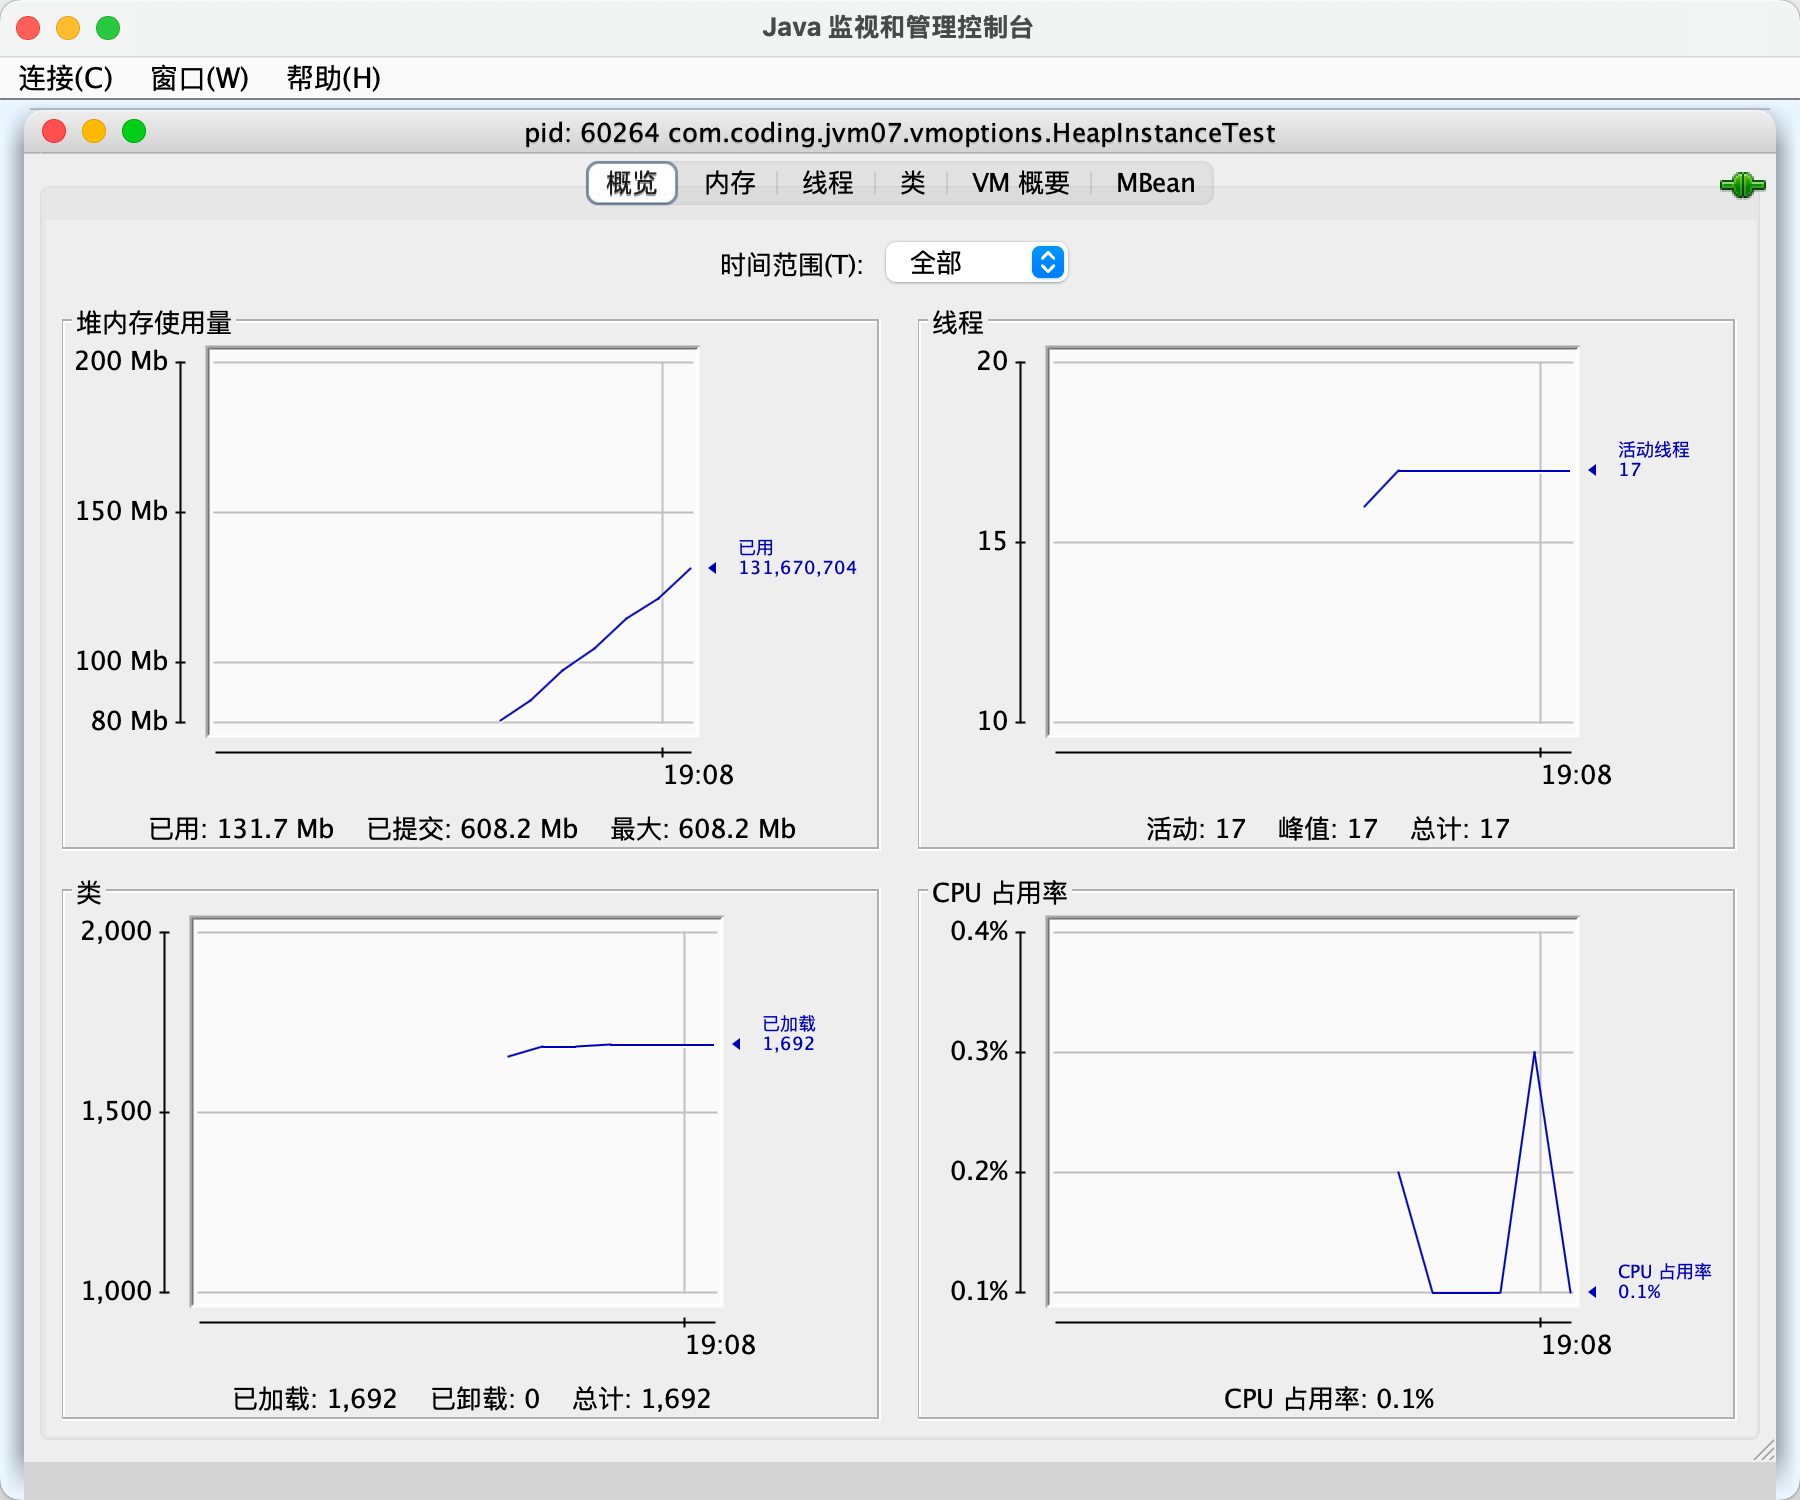 Java 监视和管理控制台
连接(C) 窗口(W) 帮助(H)
pid: 60264 com.coding.jvm07.vmoptions.HeapInstanceTest
概览 内存 线程 类 VM 概要 MBean
时间范围(T): 全部
堆内存使用量
200 Mb
150 Mb
100 Mb
80 Mb
已用
131,670,704
19:08
已用: 131.7 Mb 已提交: 608.2 Mb 最大: 608.2 Mb
线程
20
15
10
活动线程
17
19:08
活动: 17 峰值: 17 总计: 17
类
2,000
1,500
1,000
已加载
1,692
19:08
已加载: 1,692 已卸载: 0 总计: 1,692
CPU 占用率
0.4%
0.3%
0.2%
0.1%
CPU 占用率
0.1%
19:08
CPU 占用率: 0.1%